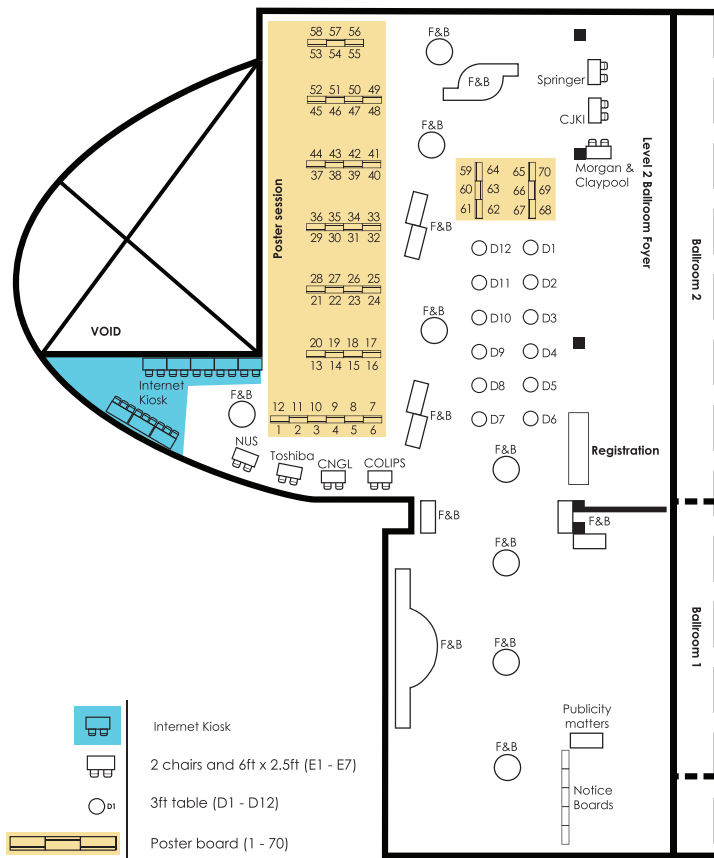 58 57 56
53 54 55
F&B
F&B
Springer
52 51 50 49
45 46 47 48
CJKI
F&B
Morgan &
Claypool
44 43 42 41
37 38 39 40
59 64 65 70
60 63 66 69
61 62 67 68
Level 2 Ballroom Foyer
Poster session
36 35 34 33
29 30 31 32
F&B
D12 D1
D11 D2
D10 D3
D9 D4
D8 D5
D7 D6
Ballroom 2
28 27 26 25
21 22 23 24
F&B
VOID
20 19 18 17
13 14 15 16
Internet
Kiosk
F&B
12 11 10 9 8 7
1 2 3 4 5 6
F&B
NUS
Toshiba
CNGL
COLIPS
F&B
Registration
F&B
F&B
F&B
F&B
F&B
Ballroom 1
Publicity
matters
F&B
Notice
Boards
Internet Kiosk
2 chairs and 6ft x 2.5ft (E1 - E7)
D1
3ft table (D1 - D12)
Poster board (1 - 70)